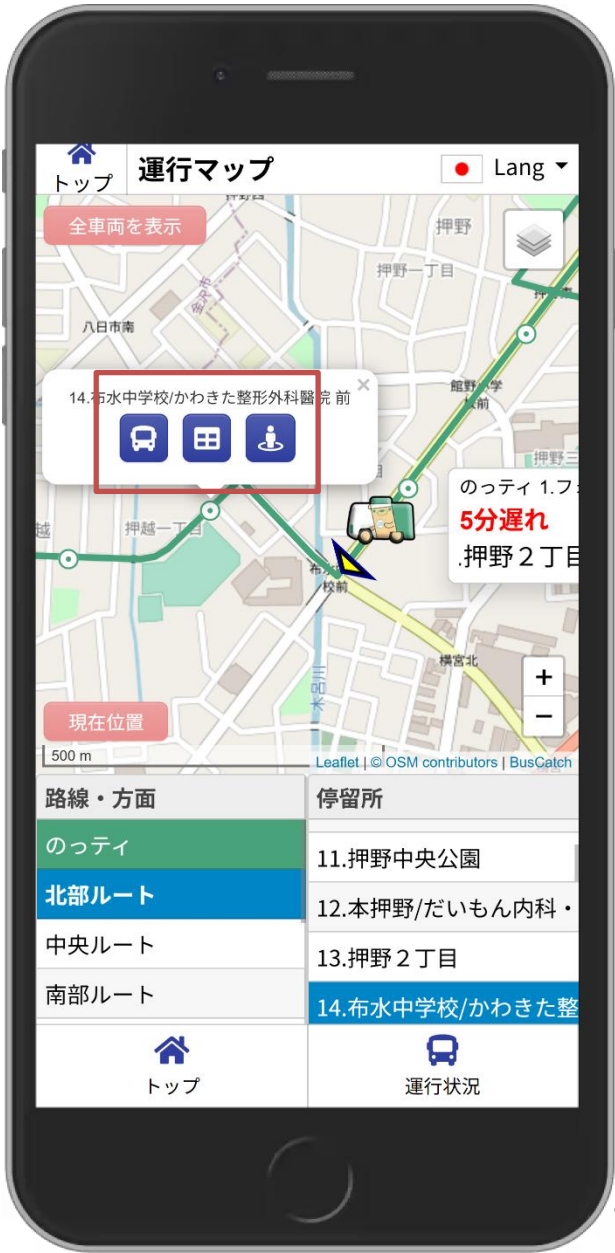 トップ
運行マップ
Lang
全車両を表示
押野
押野一丁目
八日市南
14.布水中学校/かわきた整形外科醫院 前
×
のっティ 1.フ
5分遅れ
.押野２丁目
押野三
押越一丁目
校前
横宮北
木呂川
+
−
現在位置
500 m
Leaflet | © OSM contributors | BusCatch
路線・方面
停留所
のっティ
北部ルート
中央ルート
南部ルート
11.押野中央公園
12.本押野/だいもん内科・
13.押野２丁目
14.布水中学校/かわきた整
トップ
運行状況